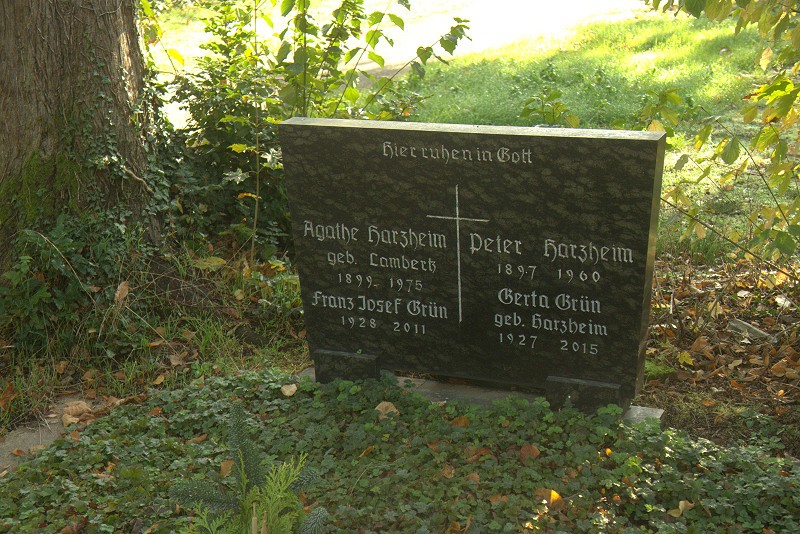 Hier ruhen in Gott
Agathe Harzheim
geb. Lambertz
1899 1975
Franz Josef Grün
1928 2011
Peter Harzheim
1897 1960
Gerta Grün
geb. Harzheim
1927 2015